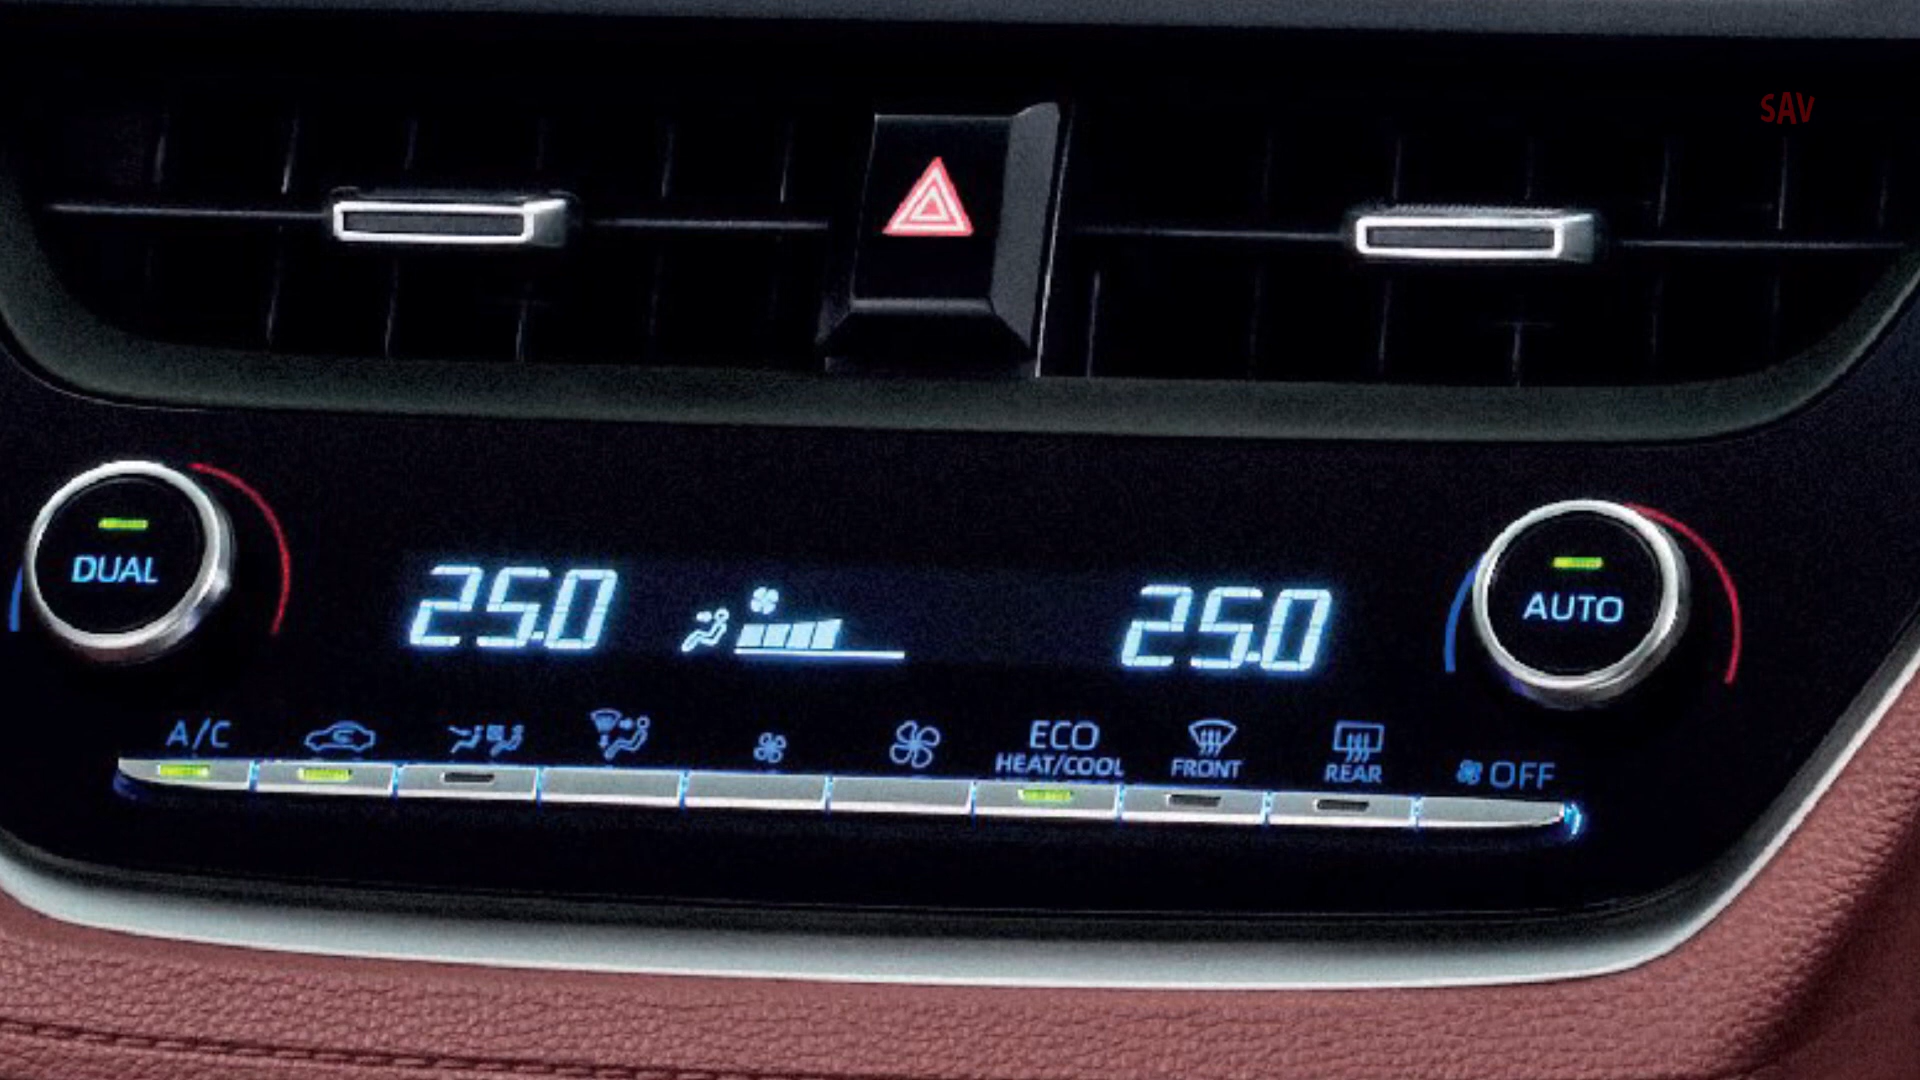 SAV
DUAL
25.0
25.0
AUTO
A/C
ECO
HEAT/COOL
FRONT
REAR
OFF